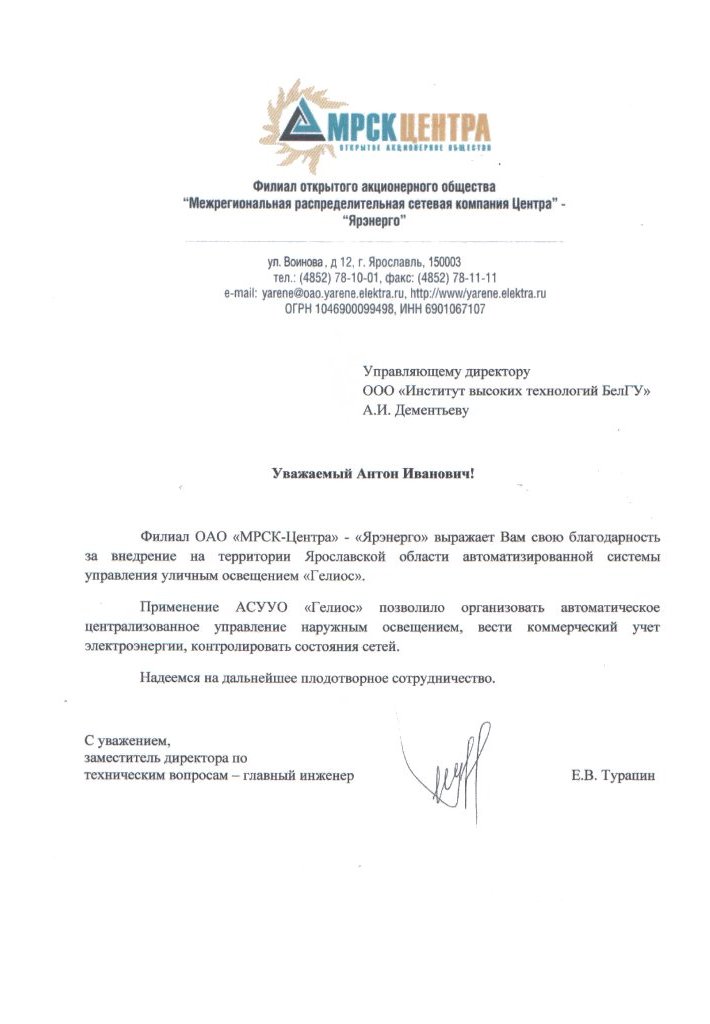 МРСК ЦЕНТРА
ОТКРЫТОЕ АКЦИОНЕРНОЕ ОБЩЕСТВО
Филиал открытого акционерного общества
“Межрегиональная распределительная сетевая компания Центра” -
“Ярэнерго”
ул. Воинова , д 12, г. Ярославль, 150003
тел.: (4852) 78-10-01, факс: (4852) 78-11-11
e-mail: yarene@oao.yarene.elektra.ru, http://www/yarene.elektra.ru
ОГРН 1046900099498, ИНН 6901067107
Управляющему директору
ООО «Институт высоких технологий БелГУ»
А.И. Дементьеву
Уважаемый Антон Иванович!
Филиал ОАО «МРСК-Центра» - «Ярэнерго» выражает Вам свою благодарность
за внедрение на территории Ярославской области автоматизированной системы
управления уличным освещением «Гелиос».
Применение АСУУО «Гелиос» позволило организовать автоматическое
централизованное управление наружным освещением, вести коммерческий учет
электроэнергии, контролировать состояния сетей.
Надеемся на дальнейшее плодотворное сотрудничество.
С уважением,
заместитель директора по
техническим вопросам – главный инженер Е.В. Турапин